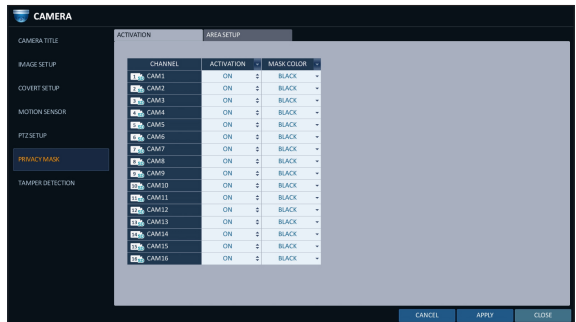 CAMERA
CAMERA TITLE
IMAGE SETUP
COVERT SETUP
MOTION SENSOR
PTZ SETUP
PRIVACY MASK
TAMPER DETECTION
ACTIVATION AREA SETUP
CHANNEL ACTIVATION MASK COLOR
1 CAM1 ON BLACK
2 CAM2 ON BLACK
3 CAM3 ON BLACK
4 CAM4 ON BLACK
5 CAM5 ON BLACK
6 CAM6 ON BLACK
7 CAM7 ON BLACK
8 CAM8 ON BLACK
9 CAM9 ON BLACK
10 CAM10 ON BLACK
11 CAM11 ON BLACK
12 CAM12 ON BLACK
13 CAM13 ON BLACK
14 CAM14 ON BLACK
15 CAM15 ON BLACK
16 CAM16 ON BLACK
CANCEL APPLY CLOSE